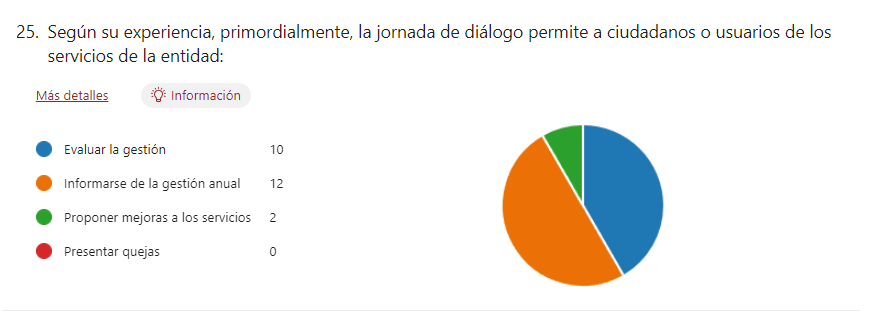 25. Según su experiencia, primordialmente, la jornada de diálogo permite a ciudadanos o usuarios de los
servicios de la entidad:
Más detalles Información
Evaluar la gestión 10
Informarse de la gestión anual 12
Proponer mejoras a los servicios 2
Presentar quejas 0